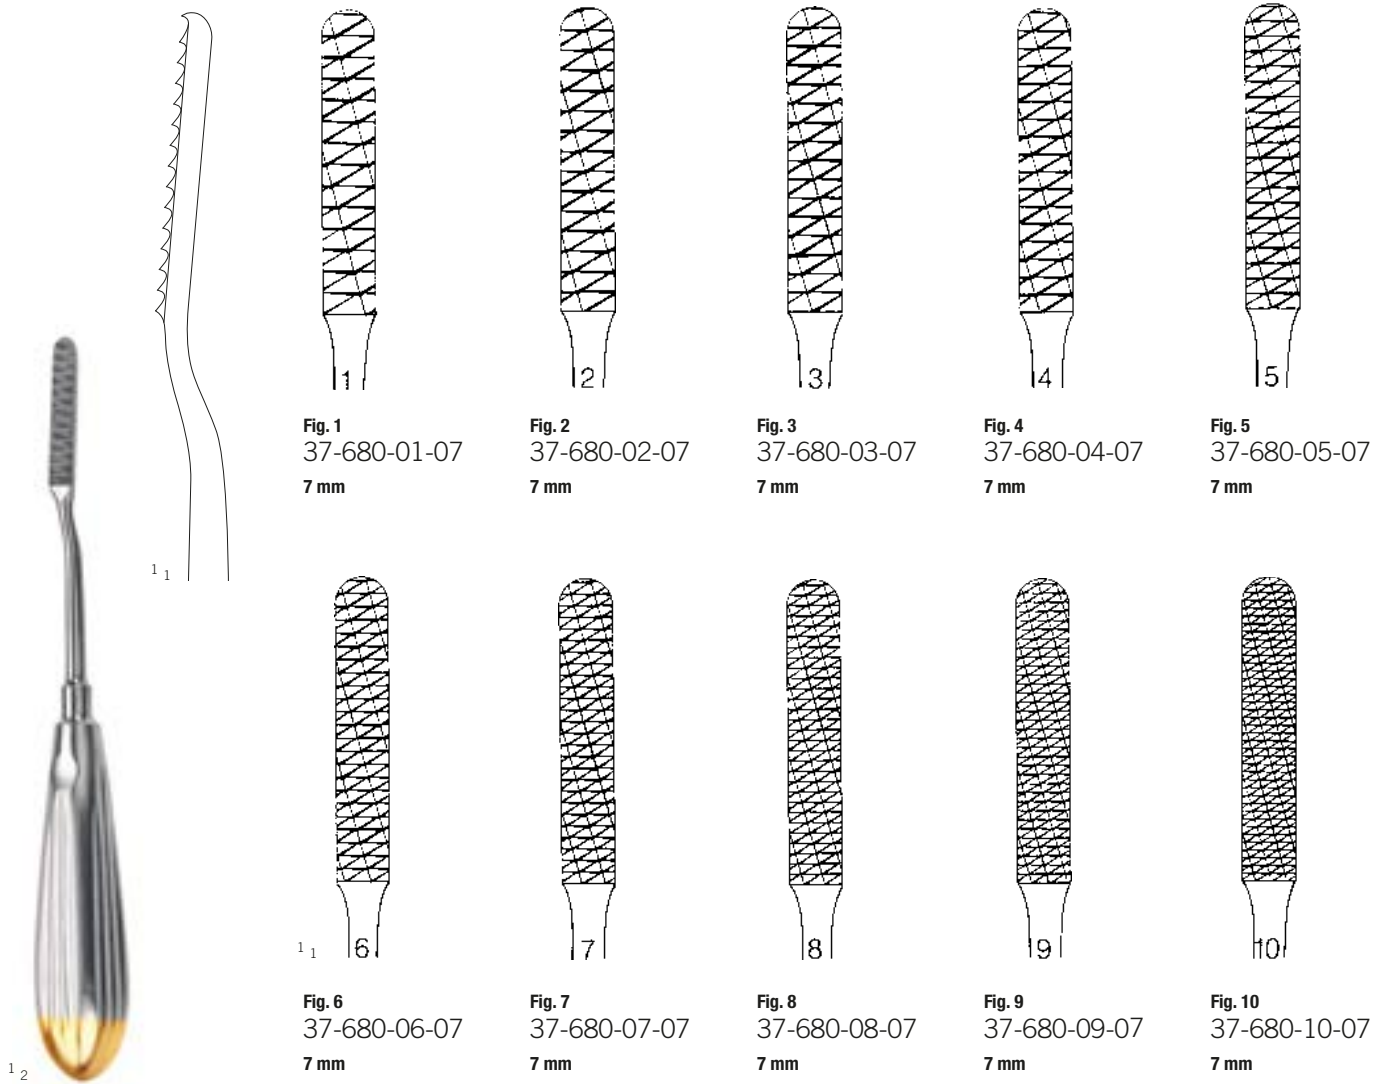 1 2 3 4 5
Fig. 1 Fig. 2 Fig. 3 Fig. 4 Fig. 5
37-680-01-07 37-680-02-07 37-680-03-07 37-680-04-07 37-680-05-07
7 mm 7 mm 7 mm 7 mm 7 mm
1 1
6 7 8 9 10
1 1
Fig. 6 Fig. 7 Fig. 8 Fig. 9 Fig. 10
37-680-06-07 37-680-07-07 37-680-08-07 37-680-09-07 37-680-10-07
7 mm 7 mm 7 mm 7 mm 7 mm
1 2